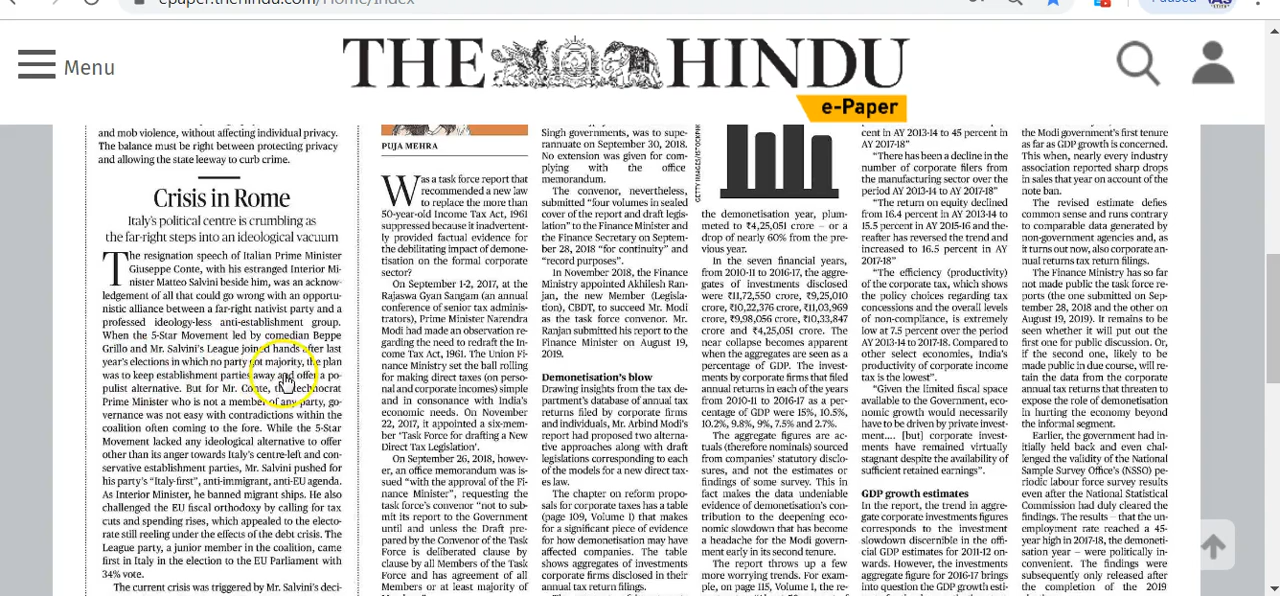 epaper.thehindu.com/Home/Index
Paused
Menu
THE HINDU
e-Paper
and mob violence, without affecting individual privacy.
The balance must be right between protecting privacy
and allowing the state leeway to curb crime.
Crisis in Rome
Italy's political centre is crumbling as
the far-right steps into an ideological vacuum
The resignation speech of Italian Prime Minister
Giuseppe Conte, with his estranged Interior Mi-
nister Matteo Salvini beside him, was an acknow-
ledgement of all that could go wrong with an opportu-
nistic alliance between a far-right nativist party and a
professed ideology-less anti-establishment group.
When the 5-Star Movement led by comedian Beppe
Grillo and Mr. Salvini's League joined hands after last
year's elections in which no party got majority, the plan
was to keep establishment parties away and offer a po-
pulist alternative. But for Mr. Conte, the technocrat
Prime Minister who is not a member of any party, go-
vernance was not easy with contradictions within the
coalition often coming to the fore. While the 5-Star
Movement lacked any ideological alternative to offer
other than its anger towards Italy's centre-left and con-
servative establishment parties, Mr. Salvini pushed for
his party's "Italy-first", anti-immigrant, anti-EU agenda.
As Interior Minister, he banned migrant ships. He also
challenged the EU fiscal orthodoxy by calling for tax
cuts and spending rises, which appealed to the electo-
rate still reeling under the effects of the debt crisis. The
League party, a junior member in the coalition, came
first in Italy in the election to the EU Parliament with
34% vote.
The current crisis was triggered by Mr. Salvini's deci-
PUJA MEHRA
Was a task force report that
recommended a new law
to replace the more than
50-year-old Income Tax Act, 1961
suppressed because it inadvertent-
ly provided factual evidence for
the debilitating impact of demone-
tisation on the formal corporate
sector?
On September 1-2, 2017, at the
Rajaswa Gyan Sangam (an annual
conference of senior tax adminis-
trators), Prime Minister Narendra
Modi had made an observation re-
garding the need to redraft the In-
come Tax Act, 1961. The Union Fi-
nance Ministry set the ball rolling
for making direct taxes (on perso-
nal and corporate incomes) simple
and in consonance with India's
economic needs. On November
22, 2017, it appointed a six-mem-
ber 'Task Force for drafting a New
Direct Tax Legislation'.
On September 26, 2018, howev-
er, an office memorandum was is-
sued "with the approval of the Fi-
nance Minister", requesting the
task force's convenor "not to sub-
mit its report to the Government
until and unless the Draft pre-
pared by the Convenor of the Task
Force is deliberated clause by
clause by all Members of the Task
Force and has agreement of all
Members or at least majority of
Singh governments, was to supe-
rannuate on September 30, 2018.
No extension was given for com-
plying with the office
memorandum.
The convenor, nevertheless,
submitted "four volumes in sealed
cover of the report and draft legis-
lation" to the Finance Minister and
the Finance Secretary on Septem-
ber 28, 2018 "for continuity" and
"record purposes".
In November 2018, the Finance
Ministry appointed Akhilesh Ran-
jan, the new Member (Legisla-
tion), CBDT, to succeed Mr. Modi
as the task force convenor. Mr.
Ranjan submitted his report to the
Finance Minister on August 19,
2019.
Demonetisation's blow
Drawing insights from the tax de-
partment's database of annual tax
returns filed by corporate firms
and individuals, Mr. Arbind Modi's
report had proposed two alterna-
tive approaches along with draft
legislations corresponding to each
of the models for a new direct tax-
es law.
The chapter on reform propo-
sals for corporate taxes has a table
(page 109, Volume I) that makes
for a significant piece of evidence
for how demonetisation may have
affected companies. The table
shows aggregates of investments
corporate firms disclosed in their
annual tax return filings.
GETTY IMAGES/ISTOCKPHOTO
the demonetisation year, plum-
meted to ₹4,25,051 crore – or a
drop of nearly 60% from the pre-
vious year.
In the seven financial years,
from 2010-11 to 2016-17, the aggre-
gates of investments disclosed
were ₹11,72,550 crore, ₹9,25,010
crore, ₹10,22,376 crore, ₹11,03,969
crore, ₹9,98,056 crore, ₹10,33,847
crore and ₹4,25,051 crore. The
near collapse becomes apparent
when the aggregates are seen as a
percentage of GDP. The invest-
ments by corporate firms that filed
annual returns in each of the years
from 2010-11 to 2016-17 as a per-
centage of GDP were 15%, 10.5%,
10.2%, 9.8%, 9%, 7.5% and 2.7%.
The aggregate figures are ac-
tuals (therefore nominals) sourced
from companies' statutory disclo-
sures, and not the estimates or
findings of some survey. This in
fact makes the data undeniable
evidence of demonetisation's con-
tribution to the deepening eco-
nomic slowdown that has become
a headache for the Modi govern-
ment early in its second tenure.
The report throws up a few
more worrying trends. For exam-
ple, on page 115, Volume I, the re-
cent in AY 2013-14 to 45 percent in
AY 2017-18"
"There has been a decline in the
number of corporate filers from
the manufacturing sector over the
period AY 2013-14 to AY 2017-18"
"The return on equity declined
from 16.4 percent in AY 2013-14 to
15.5 percent in AY 2015-16 and the-
reafter has reversed the trend and
increased to 16.5 percent in AY
2017-18"
"The efficiency (productivity)
of the corporate tax, which shows
the policy choices regarding tax
concessions and the overall levels
of non-compliance, is extremely
low at 7.5 percent over the period
AY 2013-14 to AY 2017-18. Compared to
other select economies, India's
productivity of corporate income
tax is the lowest".
"Given the limited fiscal space
available to the Government, eco-
nomic growth would necessarily
have to be driven by private invest-
ment.... [but] corporate invest-
ments have remained virtually
stagnant despite the availability of
sufficient retained earnings".
GDP growth estimates
In the report, the trend in aggre-
gate corporate investments figures
corresponds to the investment
slowdown discernible in the offi-
cial GDP estimates for 2011-12 on-
wards. However, the investments
aggregate figure for 2016-17 brings
into question the GDP growth esti-
the Modi government's first tenure
as far as GDP growth is concerned.
This when, nearly every industry
association reported sharp drops
in sales that year on account of the
note ban.
The revised estimate defies
common sense and runs contrary
to comparable data generated by
non-government agencies and, as
it turns out now, also corporate an-
nual returns tax return filings.
The Finance Ministry has so far
not made public the task force re-
ports (the one submitted on Sep-
tember 28, 2018 and the other on
August 19, 2019). It remains to be
seen whether it will put out the
first one for public discussion. Or,
if the second one, likely to be
made public in due course, will re-
tain the data from the corporate
annual tax returns that threaten to
expose the role of demonetisation
in hurting the economy beyond
the informal segment.
Earlier, the government had in-
itially held back and even chal-
lenged the validity of the National
Sample Survey Office's (NSSO) pe-
riodic labour force survey results
even after the National Statistical
Commission had duly cleared the
findings. The results – that the un-
employment rate reached a 45-
year high in 2017-18, the demoneti-
sation year – were politically in-
convenient. The findings were
subsequently only released after
the completion of the 2019